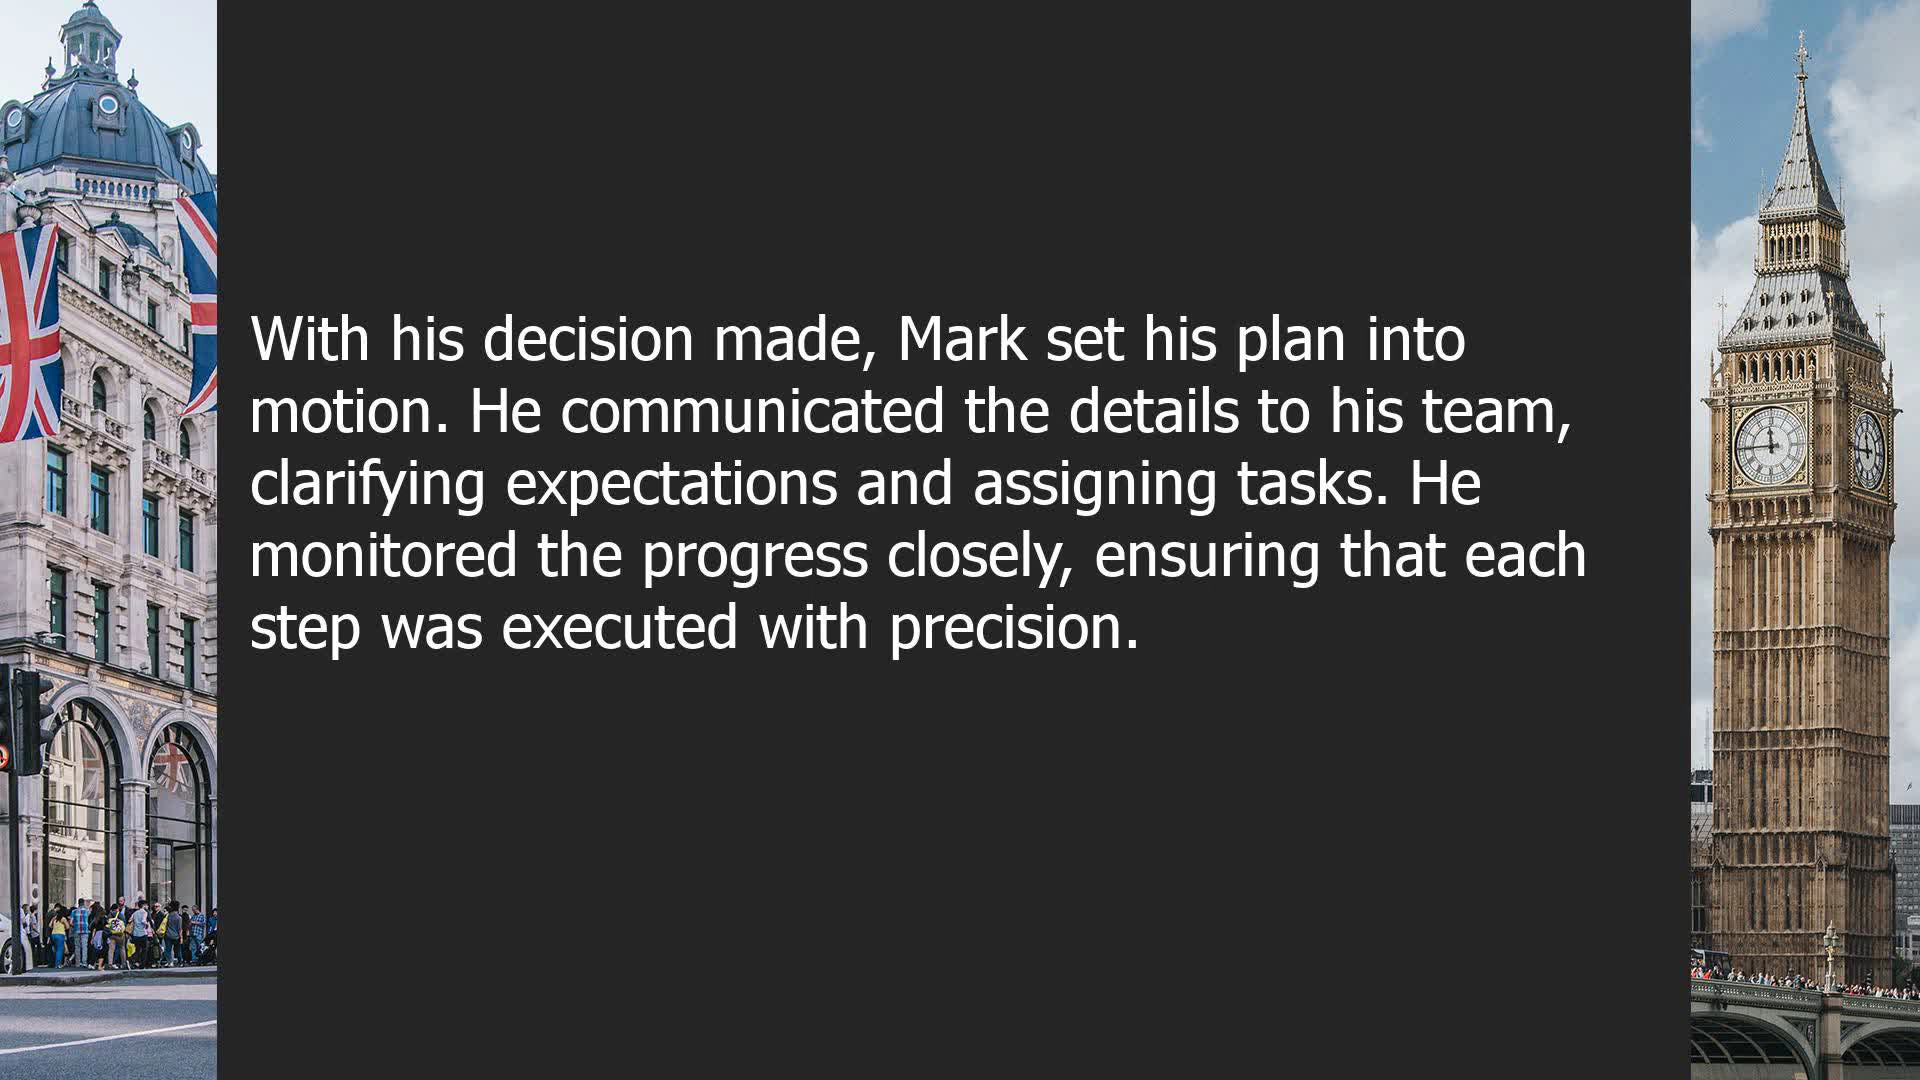 With his decision made, Mark set his plan into
motion. He communicated the details to his team,
clarifying expectations and assigning tasks. He
monitored the progress closely, ensuring that each
step was executed with precision.